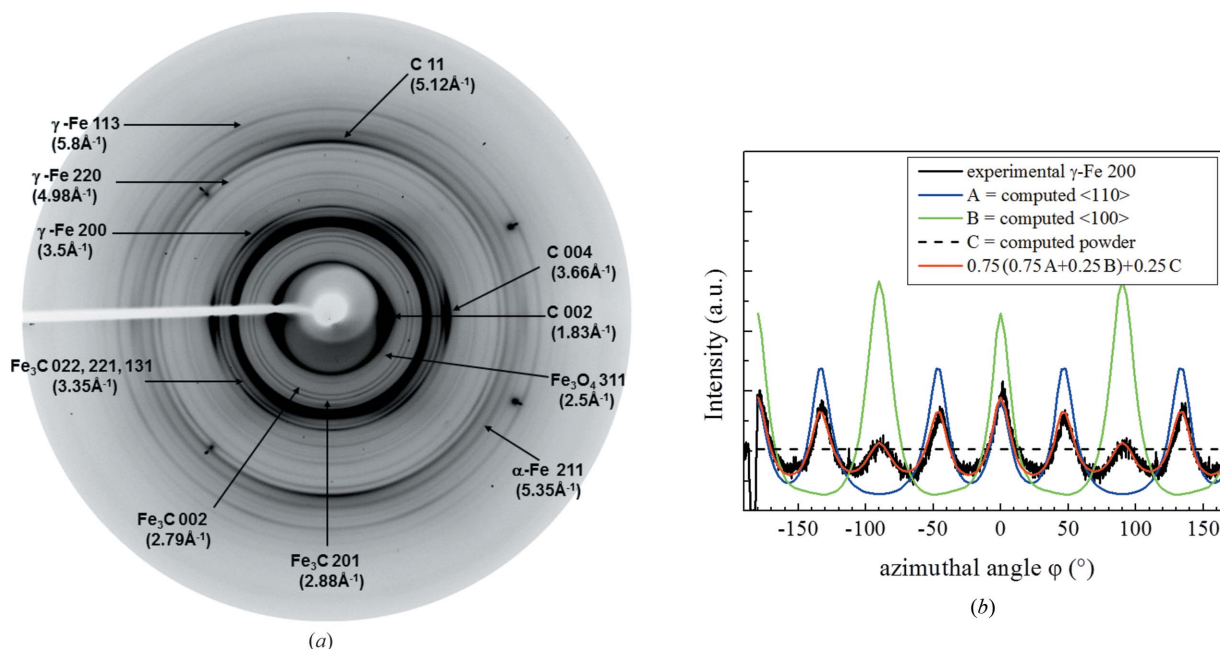 C 11
(5.12Å⁻¹)
γ -Fe 113
(5.8Å⁻¹)
γ -Fe 220
(4.98Å⁻¹)
γ -Fe 200
(3.5Å⁻¹)
C 004
(3.66Å⁻¹)
C 002
(1.83Å⁻¹)
Fe₃C 022, 221, 131
(3.35Å⁻¹)
Fe₃O₄ 311
(2.5Å⁻¹)
α-Fe 211
(5.35Å⁻¹)
Fe₃C 002
(2.79Å⁻¹)
Fe₃C 201
(2.88Å⁻¹)
(a)
experimental γ-Fe 200
A = computed <110>
B = computed <100>
C = computed powder
0.75 (0.75 A+0.25 B)+0.25 C
Intensity (a.u.)
-150 -100 -50 0 50 100 150
azimuthal angle φ (°)
(b)